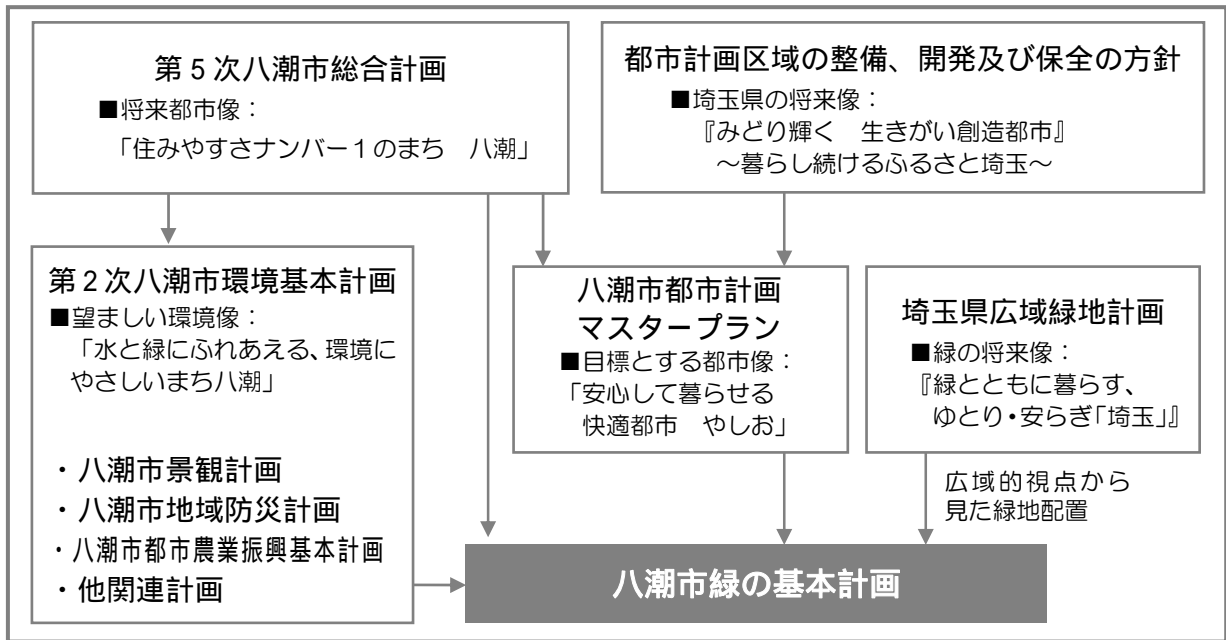 第5次八潮市総合計画
■将来都市像：
「住みやすさナンバー１のまち　八潮」
都市計画区域の整備、開発及び保全の方針
■埼玉県の将来像：
『みどり輝く　生きがい創造都市』
～暮らし続けるふるさと埼玉～
第2次八潮市環境基本計画
■望ましい環境像：
「水と緑にふれあえる、環境に
やさしいまち八潮」
・八潮市景観計画
・八潮市地域防災計画
・八潮市都市農業振興基本計画
・他関連計画
八潮市都市計画
マスタープラン
■目標とする都市像：
「安心して暮らせる
快適都市　やしお」
埼玉県広域緑地計画
■緑の将来像：
『緑とともに暮らす、
ゆとり・安らぎ「埼玉」』
広域的視点から
見た緑地配置
八潮市緑の基本計画